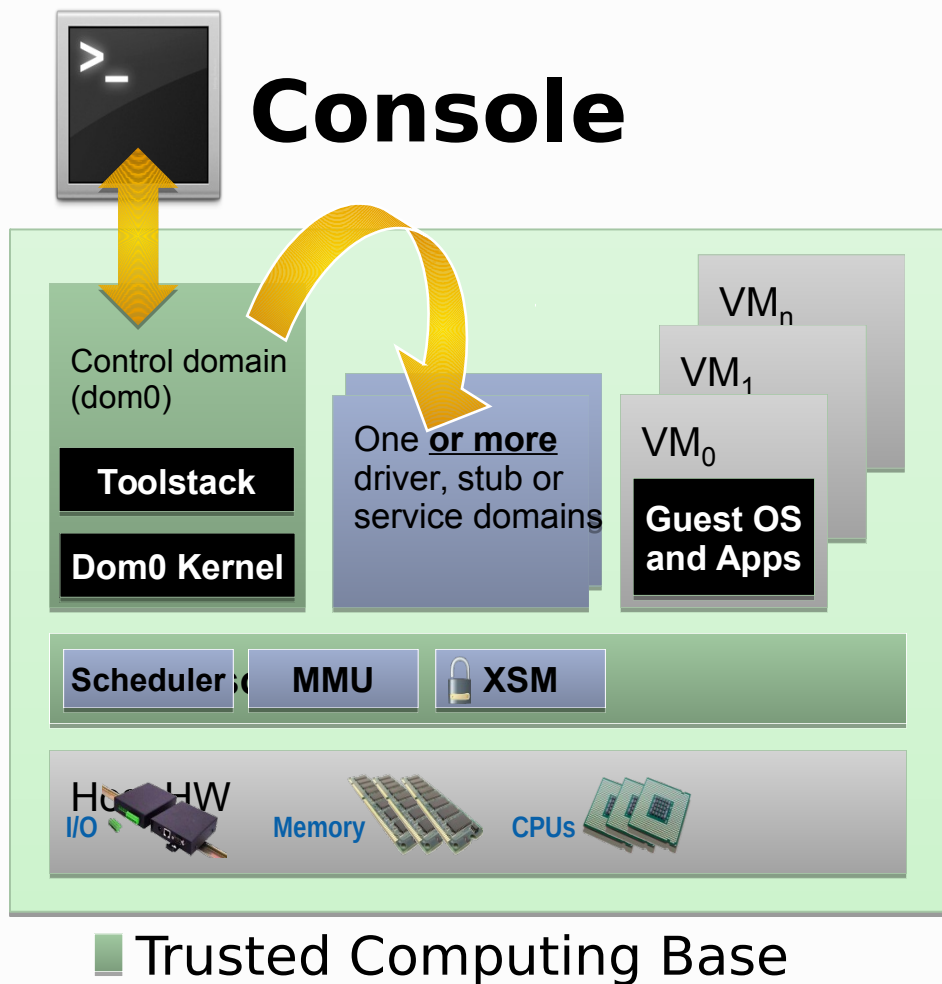 >_
Console
Control domain
(dom0)
Toolstack
Dom0 Kernel
One or more
driver, stub or
service domains
VMn
VM1
VM0
Guest OS
and Apps
Scheduler
MMU
XSM
HW
I/O
Memory
CPUs
Trusted Computing Base